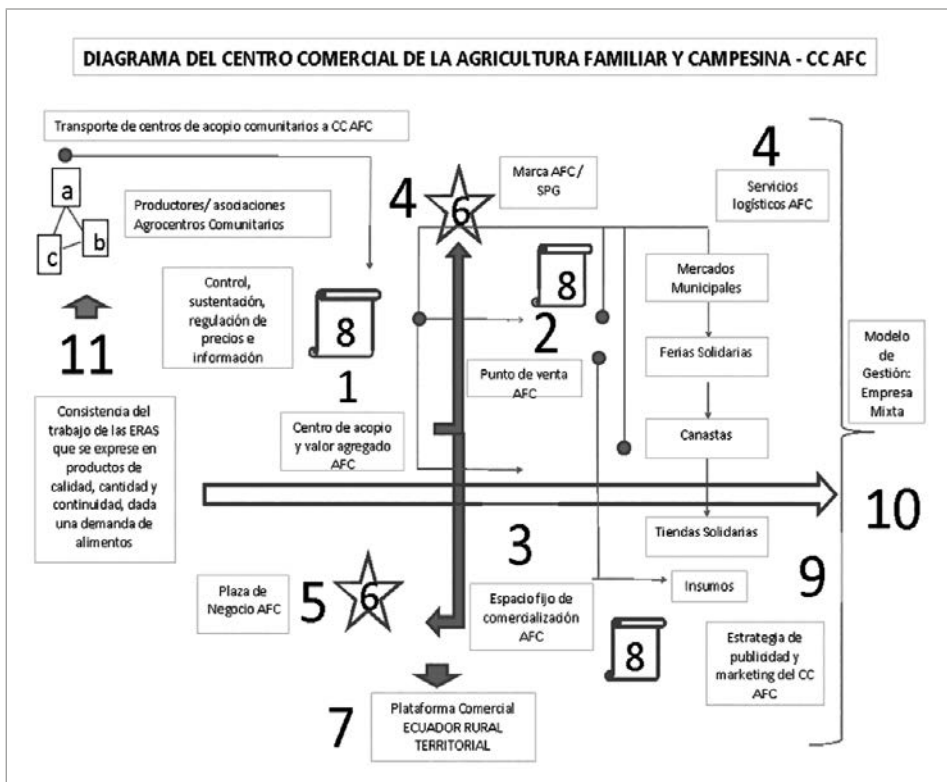 DIAGRAMA DEL CENTRO COMERCIAL DE LA AGRICULTURA FAMILIAR Y CAMPESINA - CC AFC
Transporte de centros de acopio comunitarios a CC AFC
a
c
b
Productores/ asociaciones
Agrocentros Comunitarios
4
6
Marca AFC /
SPG
4
Servicios
logísticos AFC
11
Control,
sustentación,
regulación de
precios e
información
8
1
Centro de acopio
y valor agregado
AFC
8
2
Punto de venta
AFC
Mercados
Municipales
Ferias Solidarias
Canastas
Tiendas Solidarias
Modelo
de
Gestión:
Empresa
Mixta
Consistencia del
trabajo de las ERAS
que se exprese en
productos de
calidad, cantidad y
continuidad, dada
una demanda de
alimentos
10
3
Espacio fijo de
comercialización
AFC
Plaza de
Negocio AFC
5
6
Insumos
9
8
Estrategia de
publicidad y
marketing del CC
AFC
7
Plataforma Comercial
ECUADOR RURAL
TERRITORIAL